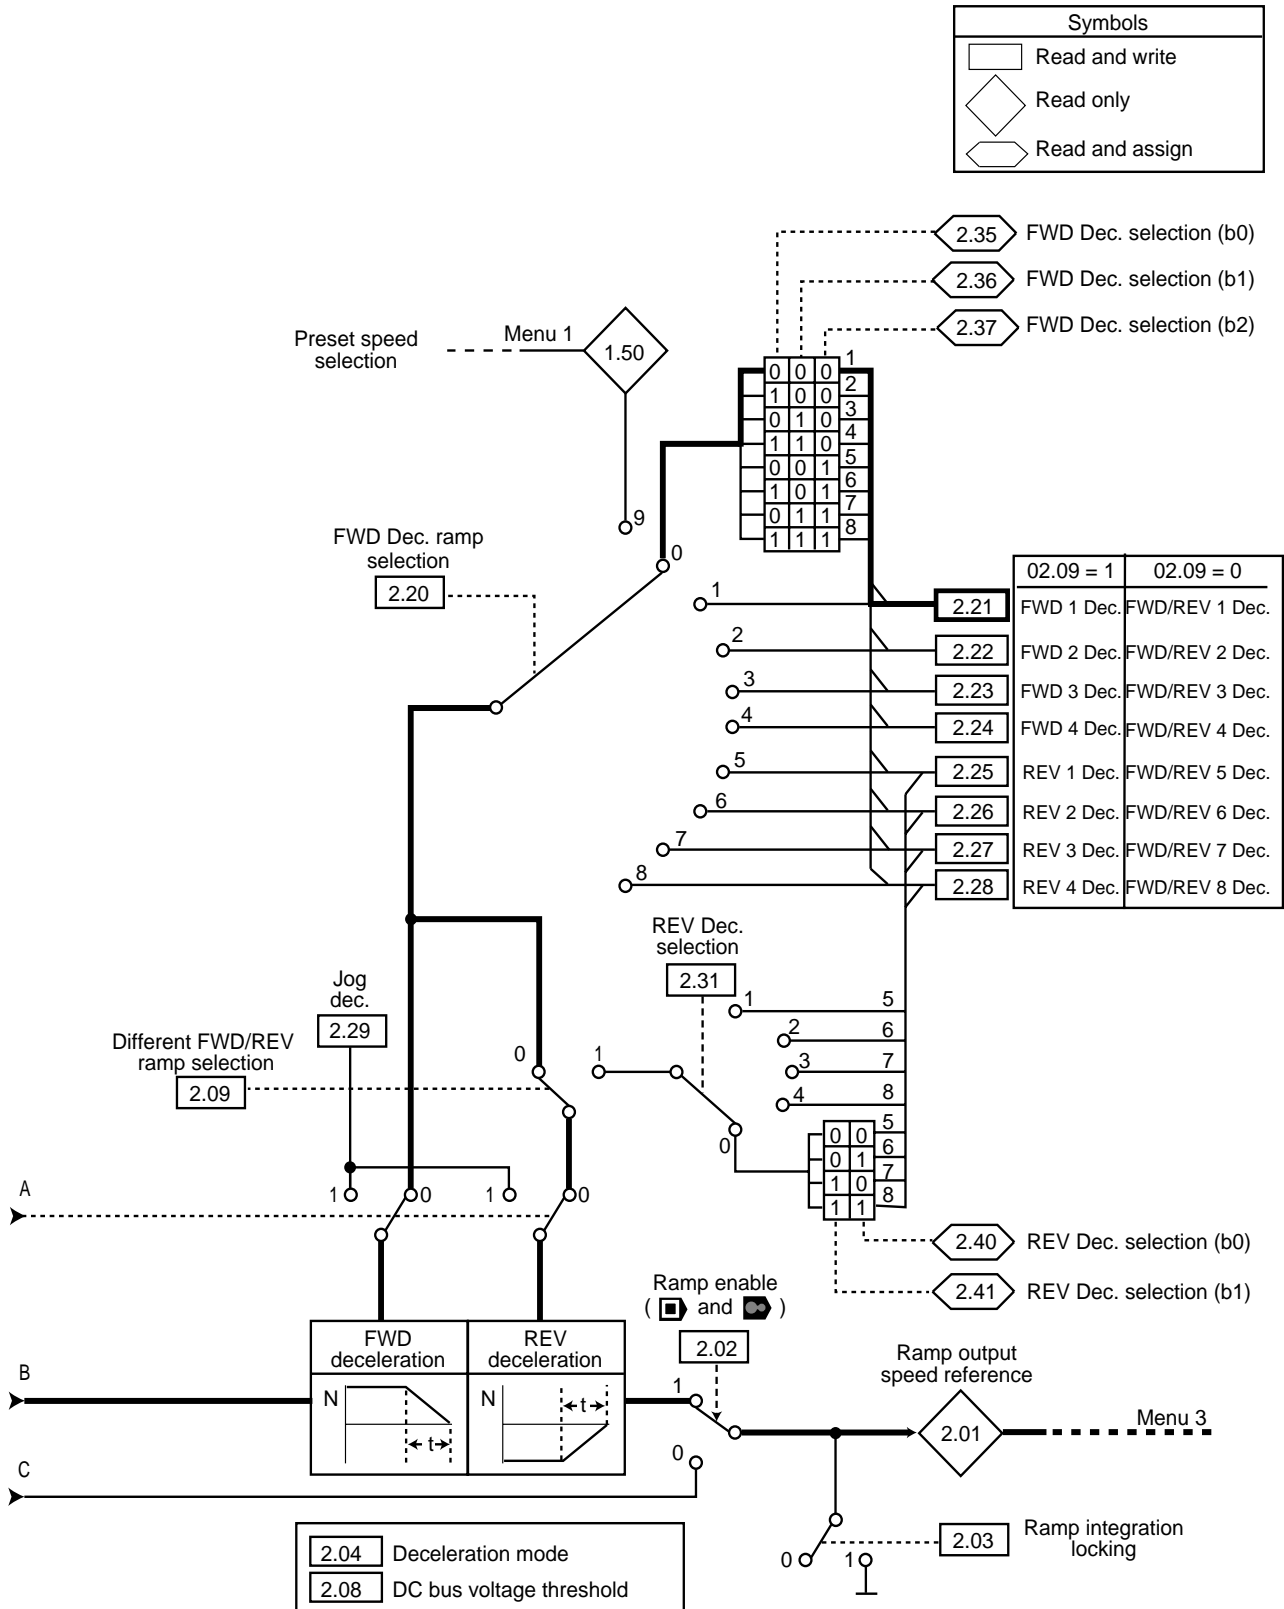 Symbols
Read and write
Read only
Read and assign
2.35 FWD Dec. selection (b0)
2.36 FWD Dec. selection (b1)
2.37 FWD Dec. selection (b2)
Preset speed
selection
Menu 1
1.50
0 0 0 1
1 0 0 2
0 1 0 3
1 1 0 4
0 0 1 5
1 0 1 6
0 1 1 7
1 1 1 8
9
0
FWD Dec. ramp
selection
2.20
02.09 = 1 02.09 = 0
1 2.21 FWD 1 Dec. FWD/REV 1 Dec.
2 2.22 FWD 2 Dec. FWD/REV 2 Dec.
3 2.23 FWD 3 Dec. FWD/REV 3 Dec.
4 2.24 FWD 4 Dec. FWD/REV 4 Dec.
5 2.25 REV 1 Dec. FWD/REV 5 Dec.
6 2.26 REV 2 Dec. FWD/REV 6 Dec.
7 2.27 REV 3 Dec. FWD/REV 7 Dec.
8 2.28 REV 4 Dec. FWD/REV 8 Dec.
REV Dec.
selection
2.31
1 5
2 6
3 7
4 8
0 1
0
0 0 5
0 1 6
1 0 7
1 1 8
Jog
dec.
2.29
Different FWD/REV
ramp selection
2.09
A
1 0 1 0
2.40 REV Dec. selection (b0)
2.41 REV Dec. selection (b1)
Ramp enable
( and )
2.02
FWD
deceleration
REV
deceleration
N t
N t
B
C
1
0
Ramp output
speed reference
2.01
Menu 3
0 1
2.03
Ramp integration
locking
2.04 Deceleration mode
2.08 DC bus voltage threshold